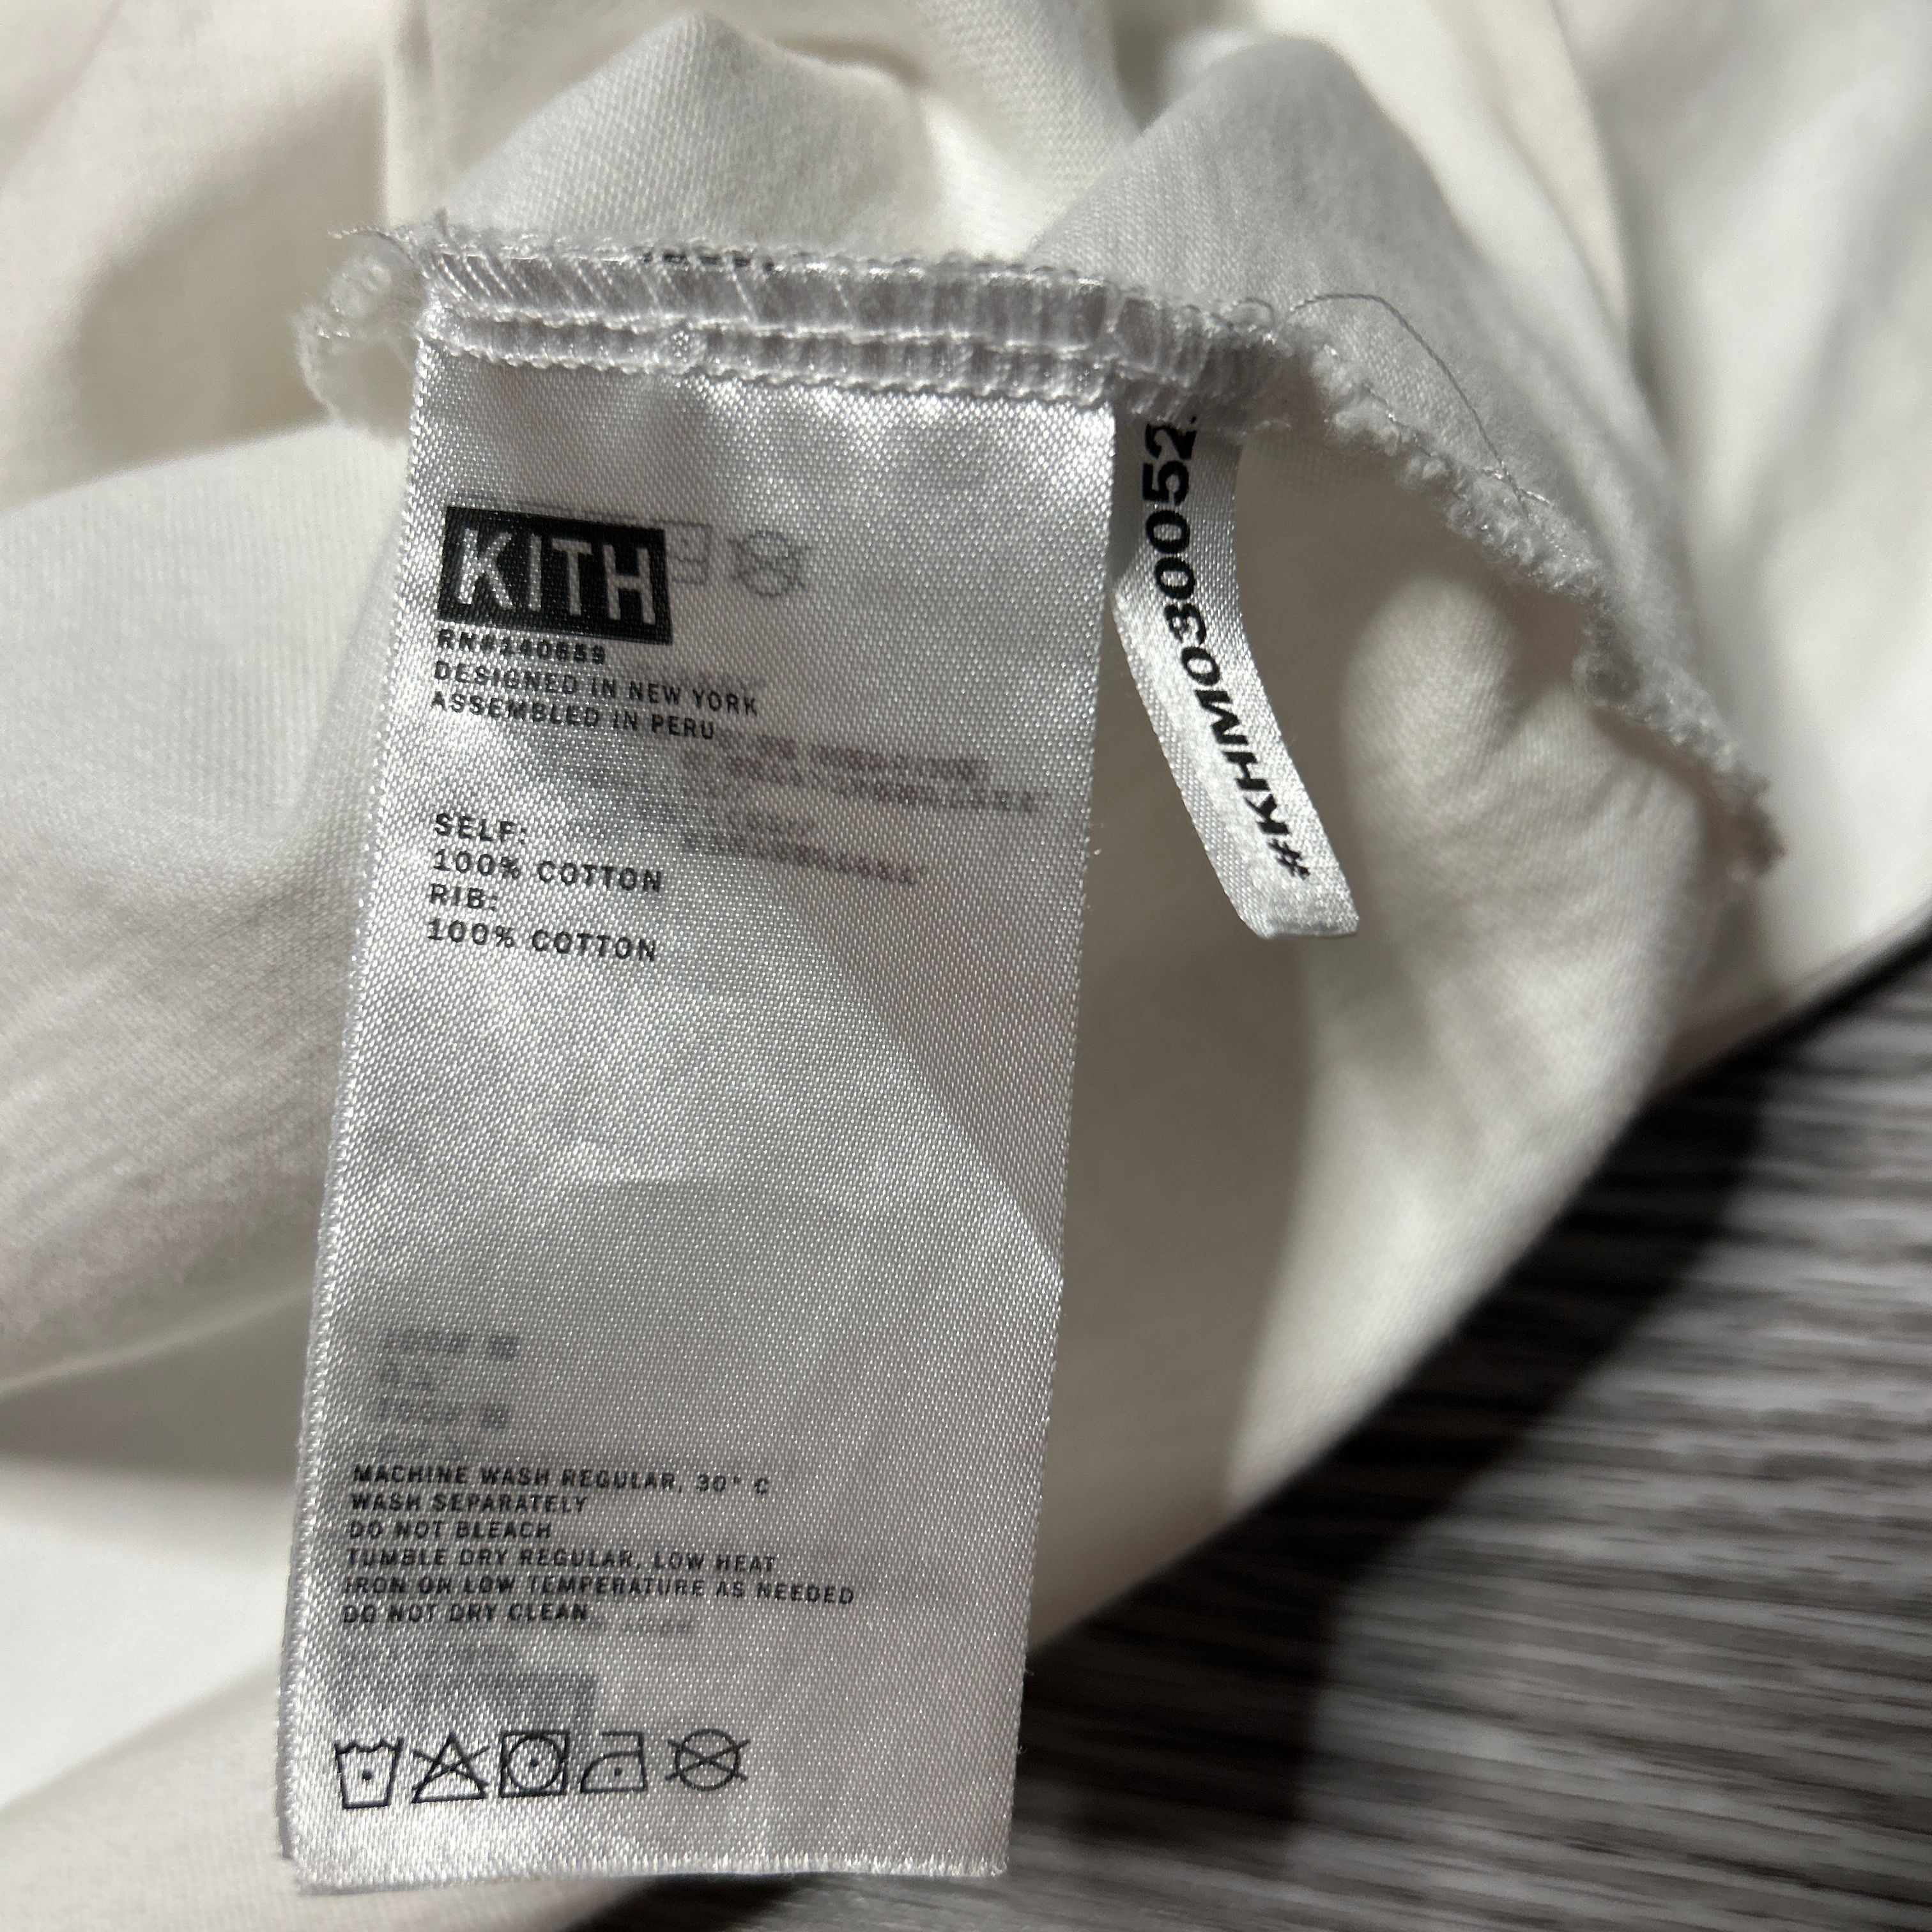 KITH
RN#140659
DESIGNED IN NEW YORK
ASSEMBLED IN PERU
SELF:
100% COTTON
RIB:
100% COTTON
MACHINE WASH REGULAR, 30° C
WASH SEPARATELY
DO NOT BLEACH
TUMBLE DRY REGULAR, LOW HEAT
IRON ON LOW TEMPERATURE AS NEEDED
DO NOT DRY CLEAN
#KHM030052